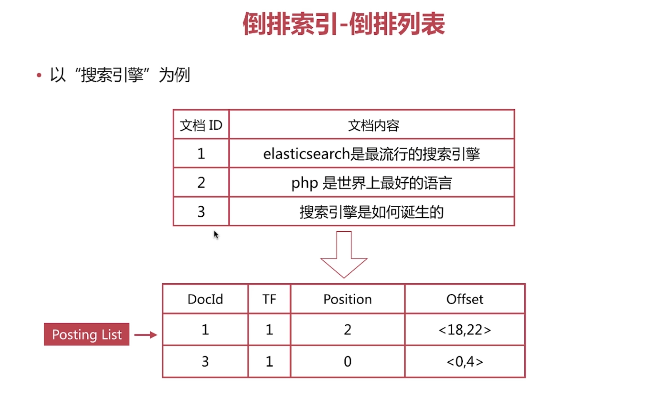 倒排索引-倒排列表
• 以“搜索引擎”为例
文档 ID 文档内容
1 elasticsearch是最流行的搜索引擎
2 php 是世界上最好的语言
3 搜索引擎是如何诞生的
DocId TF Position Offset
Posting List
1 1 2 <18,22>
3 1 0 <0,4>